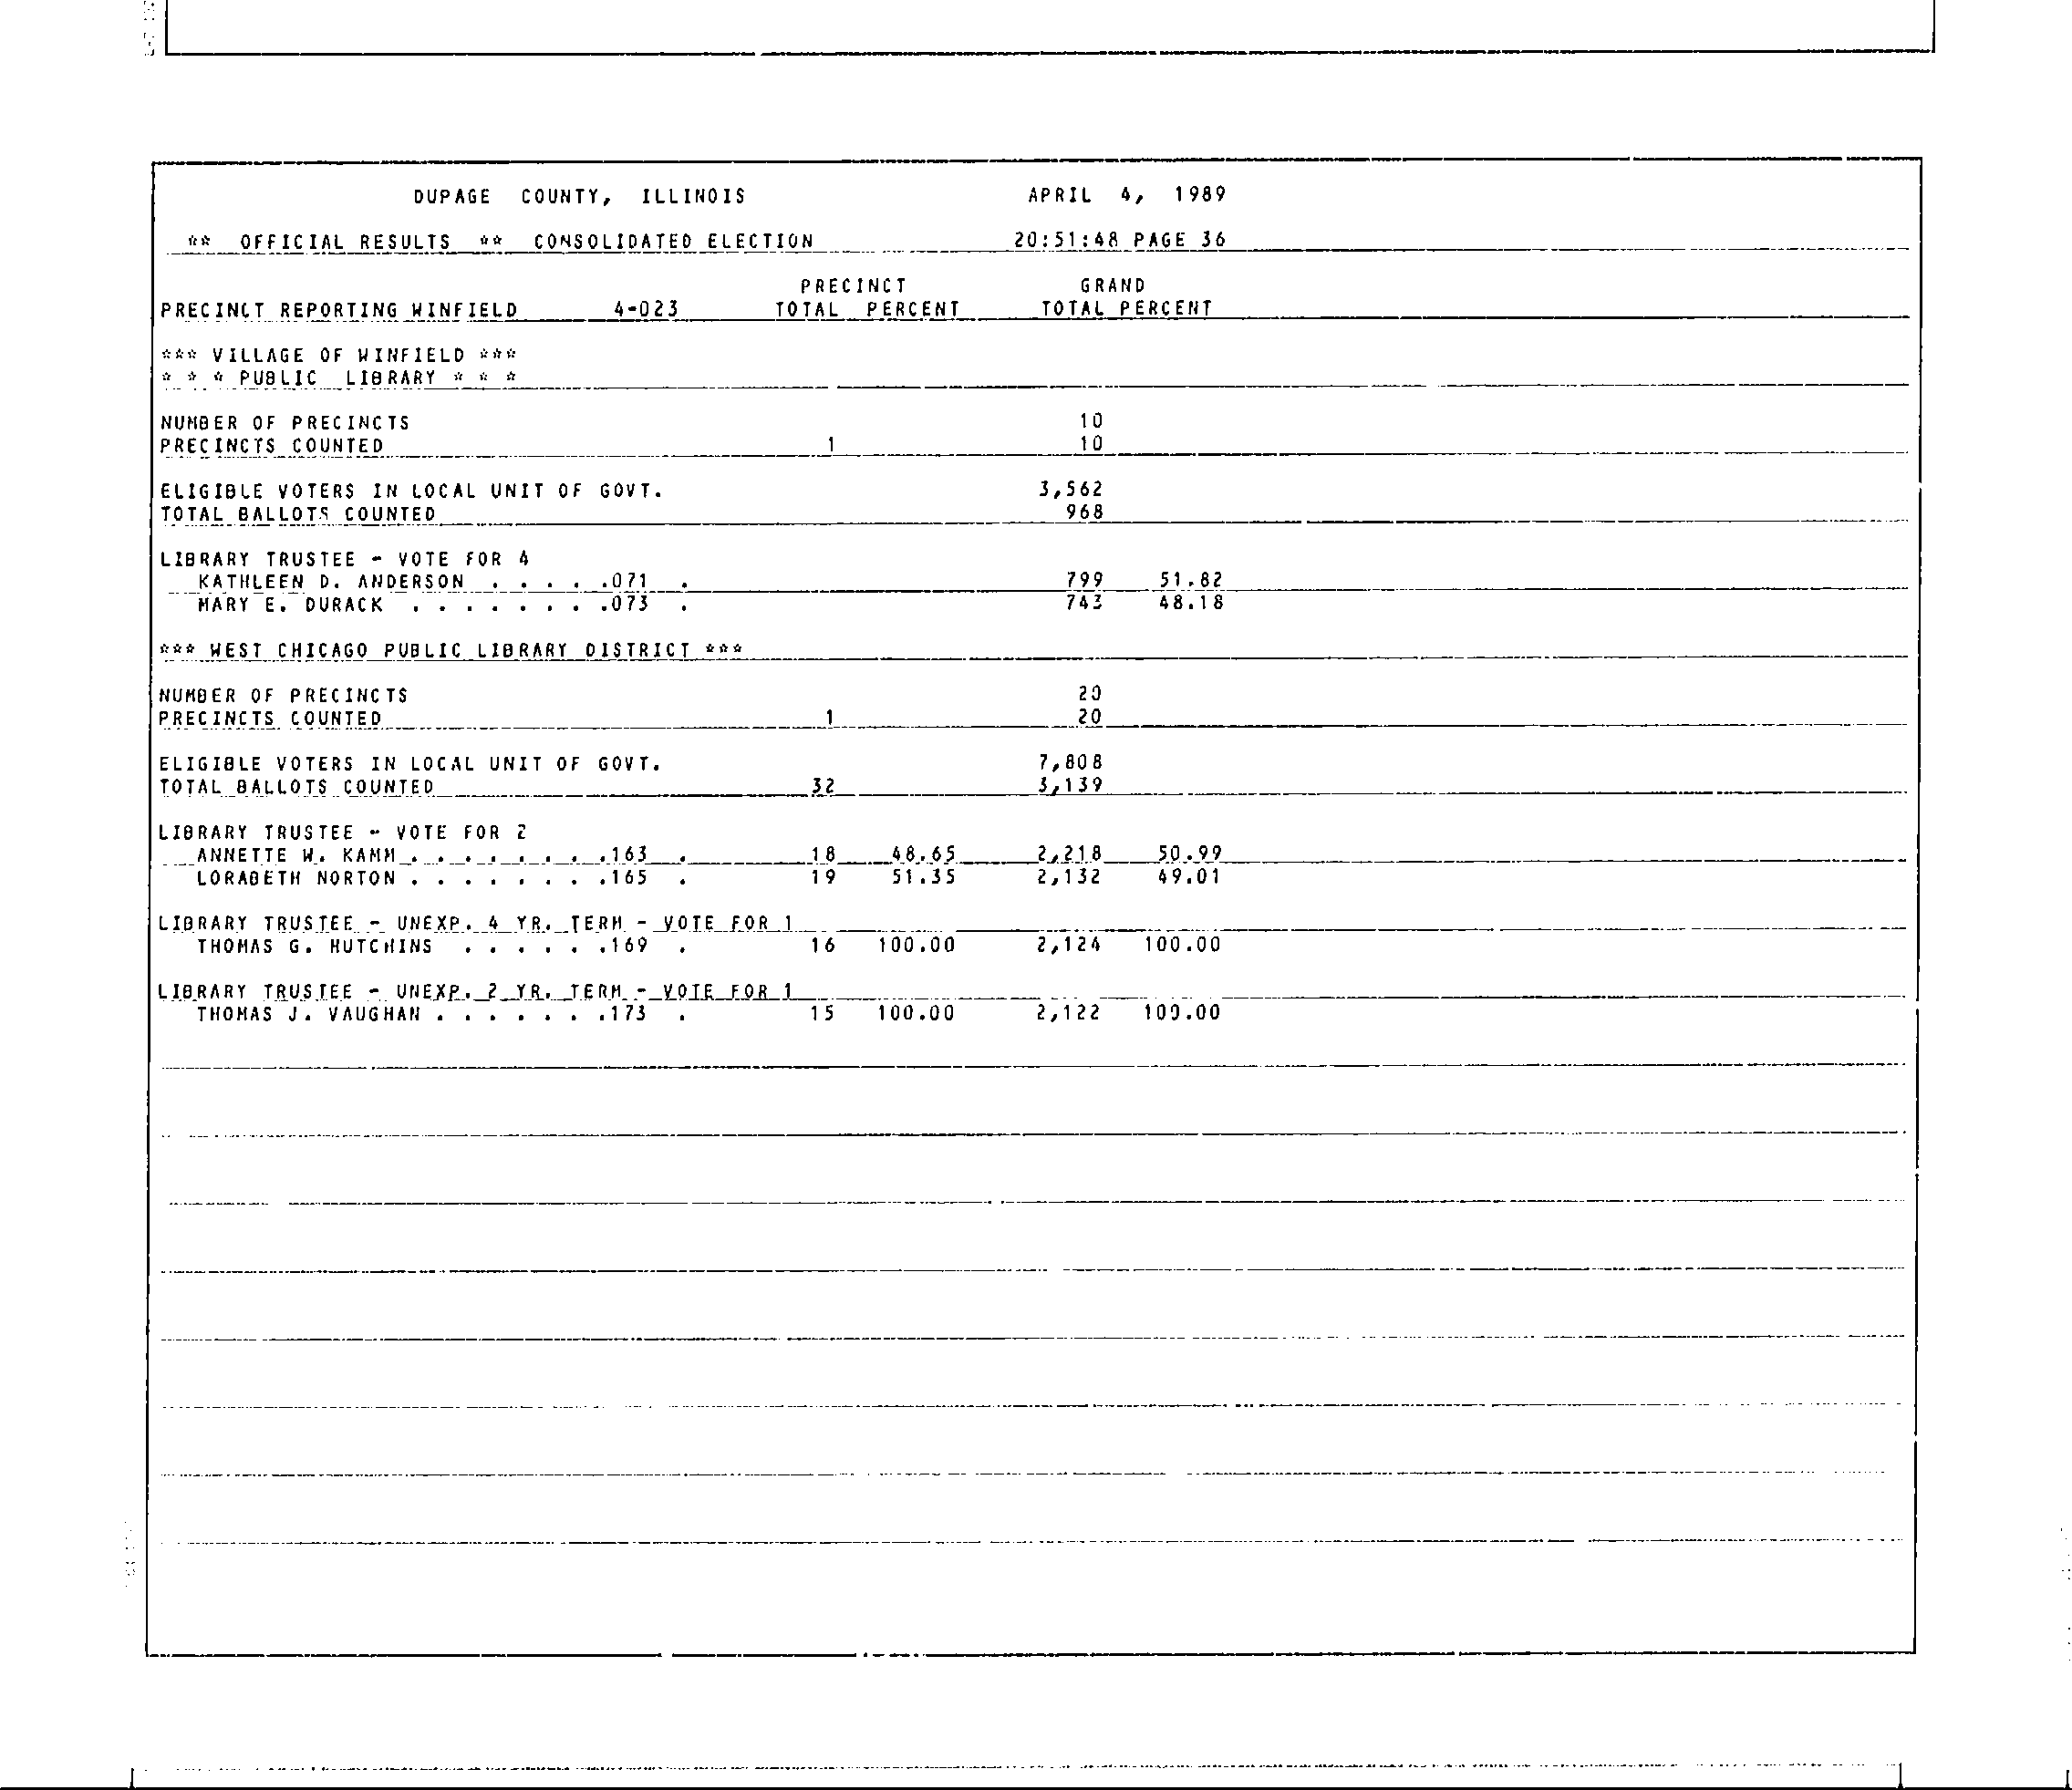 DUPAGE COUNTY, ILLINOIS APRIL 4, 1989
** OFFICIAL RESULTS ** CONSOLIDATED ELECTION 20:51:48 PAGE 36
PRECINCT GRAND
PRECINCT REPORTING WINFIELD 4-023 TOTAL PERCENT TOTAL PERCENT
*** VILLAGE OF WINFIELD ***
* * * PUBLIC LIBRARY * * *
NUMBER OF PRECINCTS 10
PRECINCTS COUNTED 1 10
ELIGIBLE VOTERS IN LOCAL UNIT OF GOVT. 3,562
TOTAL BALLOTS COUNTED 968
LIBRARY TRUSTEE - VOTE FOR 4
KATHLEEN D. ANDERSON . . . . .071 . 799 51.82
MARY E. DURACK . . . . . . . .073 . 743 48.18
*** WEST CHICAGO PUBLIC LIBRARY DISTRICT ***
NUMBER OF PRECINCTS 20
PRECINCTS COUNTED 1 20
ELIGIBLE VOTERS IN LOCAL UNIT OF GOVT. 7,808
TOTAL BALLOTS COUNTED 32 3,139
LIBRARY TRUSTEE - VOTE FOR 2
ANNETTE W. KAMM . . . . . . . .163 . 18 48.65 2,218 50.99
LORABETH NORTON . . . . . . . .165 . 19 51.35 2,132 49.01
LIBRARY TRUSTEE - UNEXP. 4 YR. TERM - VOTE FOR 1
THOMAS G. HUTCHINS . . . . . .169 . 16 100.00 2,124 100.00
LIBRARY TRUSTEE - UNEXP. 2 YR. TERM - VOTE FOR 1
THOMAS J. VAUGHAN . . . . . . .173 . 15 100.00 2,122 100.00